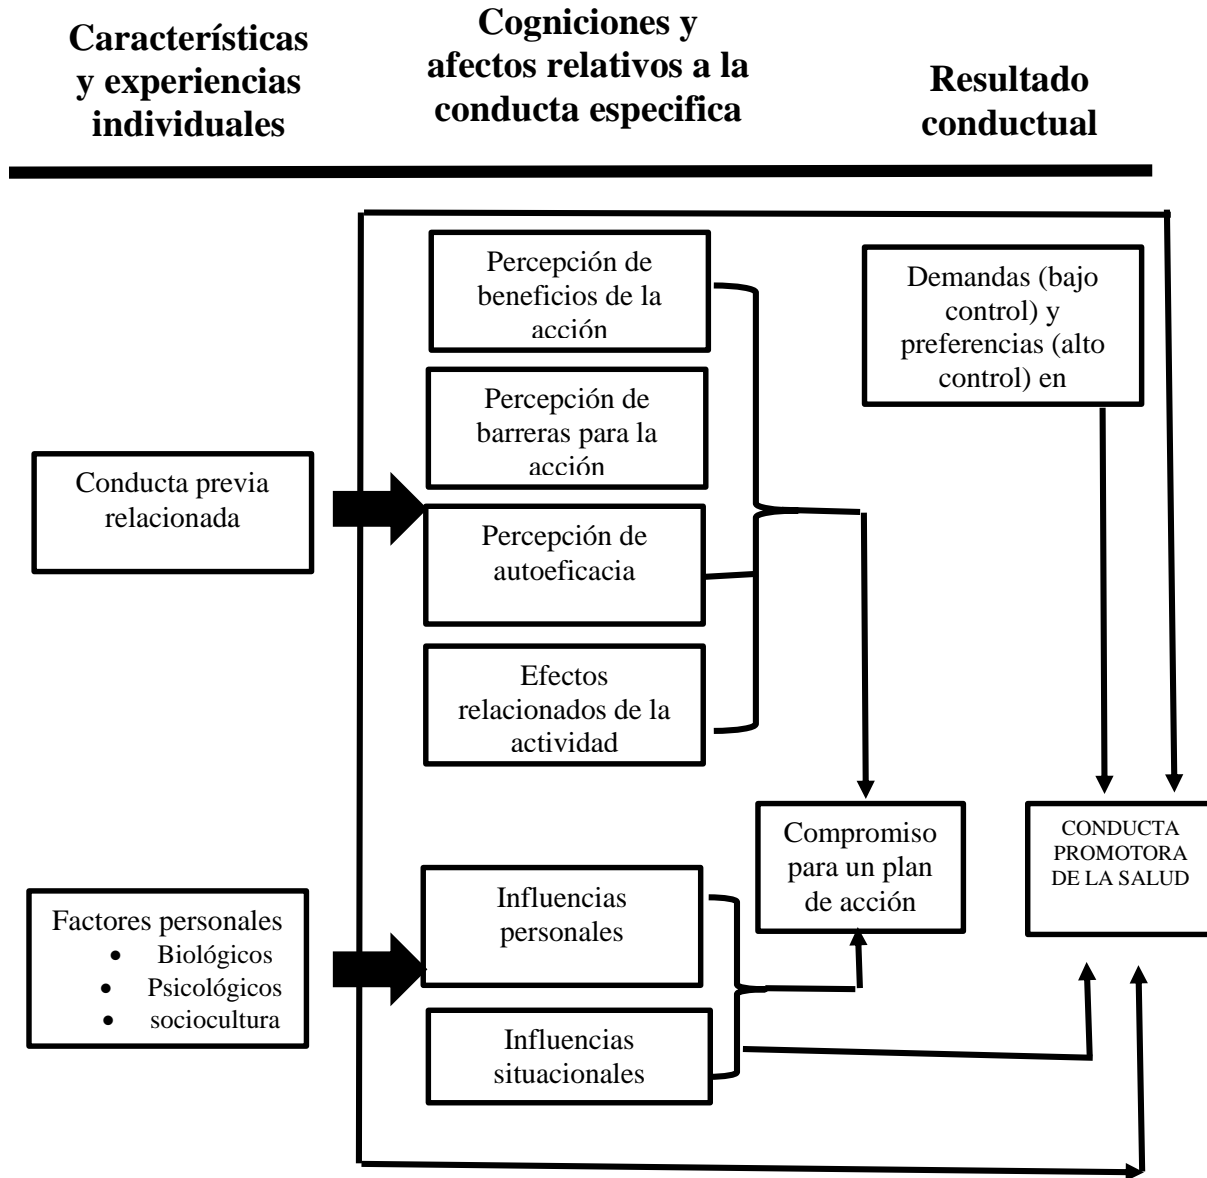 Características
y experiencias
individuales
Cogniciones y
afectos relativos a la
conducta especifica
Resultado
conductual
Percepción de
beneficios de la
acción
Demandas (bajo
control) y
preferencias (alto
control) en
Percepción de
barreras para la
acción
Conducta previa
relacionada
Percepción de
autoeficacia
Efectos
relacionados de la
actividad
Compromiso
para un plan
de acción
CONDUCTA
PROMOTORA
DE LA SALUD
Factores personales
• Biológicos
• Psicológicos
• sociocultura
Influencias
personales
Influencias
situacionales